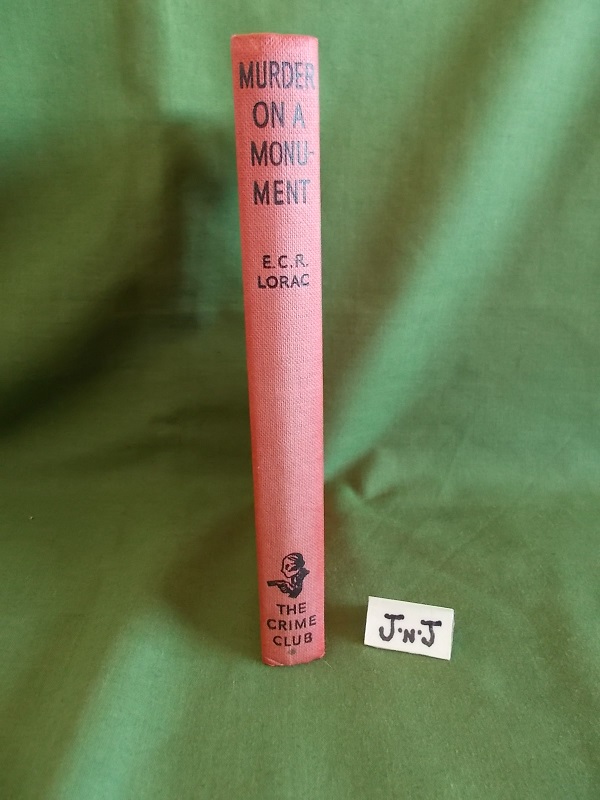 MURDER
ON A
MONU-
MENT
E.C.R.
LORAC
THE
CRIME
CLUB
J·N·J